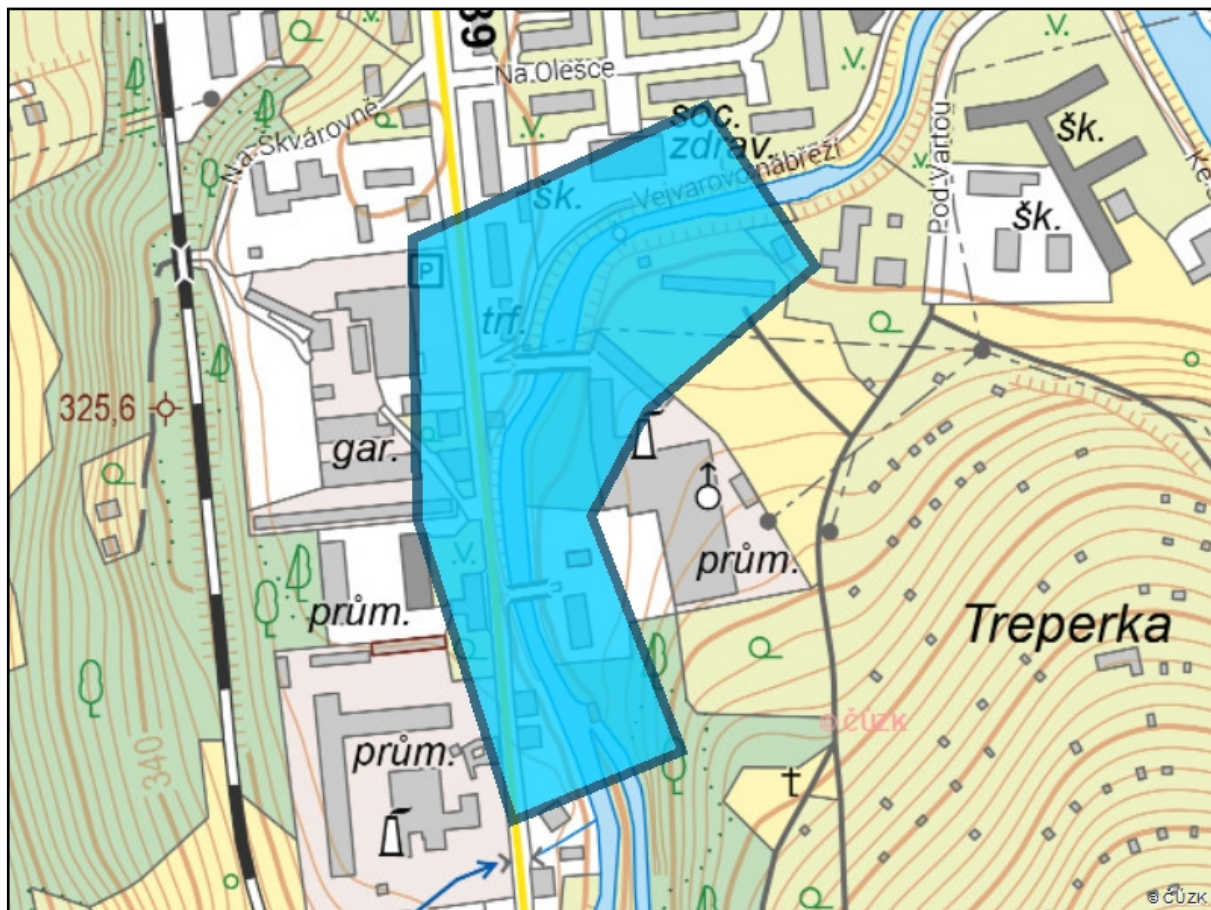 39
Na Olešce
soc.
zdrav.
šk.
Na Škvárovně
Vejvarovo nábřeží
Pod Vartou
šk.
šk.
P
trf.
325,6
gar.
prům.
prům.
Treperka
© ČÚZK
340
prům.
© ČÚZK